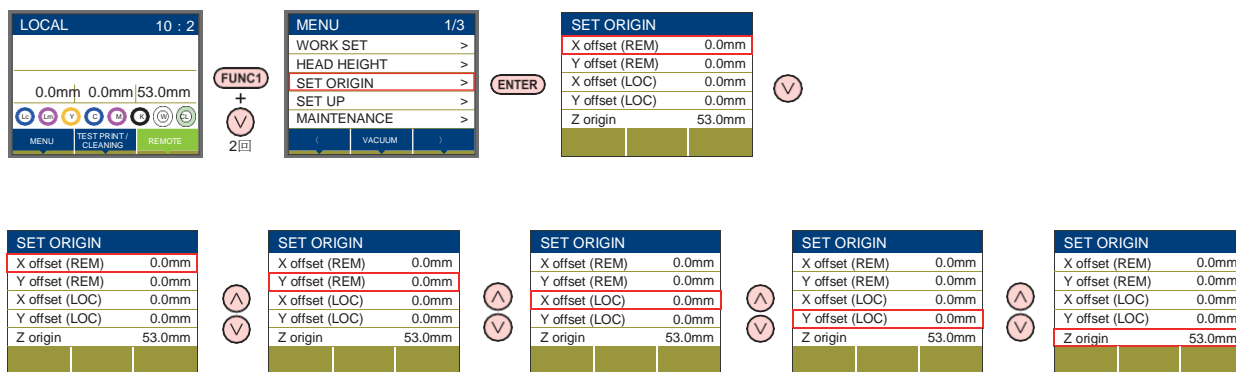 LOCAL 10 : 2
0.0mm 0.0mm 53.0mm
Lc Lm Y C M K W CL
MENU TEST PRINT / CLEANING REMOTE
FUNC1
+
2回
MENU 1/3
WORK SET >
HEAD HEIGHT >
SET ORIGIN >
SET UP >
MAINTENANCE >
VACUUM
ENTER
SET ORIGIN
X offset (REM) 0.0mm
Y offset (REM) 0.0mm
X offset (LOC) 0.0mm
Y offset (LOC) 0.0mm
Z origin 53.0mm
SET ORIGIN
X offset (REM) 0.0mm
Y offset (REM) 0.0mm
X offset (LOC) 0.0mm
Y offset (LOC) 0.0mm
Z origin 53.0mm
SET ORIGIN
X offset (REM) 0.0mm
Y offset (REM) 0.0mm
X offset (LOC) 0.0mm
Y offset (LOC) 0.0mm
Z origin 53.0mm
SET ORIGIN
X offset (REM) 0.0mm
Y offset (REM) 0.0mm
X offset (LOC) 0.0mm
Y offset (LOC) 0.0mm
Z origin 53.0mm
SET ORIGIN
X offset (REM) 0.0mm
Y offset (REM) 0.0mm
X offset (LOC) 0.0mm
Y offset (LOC) 0.0mm
Z origin 53.0mm
SET ORIGIN
X offset (REM) 0.0mm
Y offset (REM) 0.0mm
X offset (LOC) 0.0mm
Y offset (LOC) 0.0mm
Z origin 53.0mm